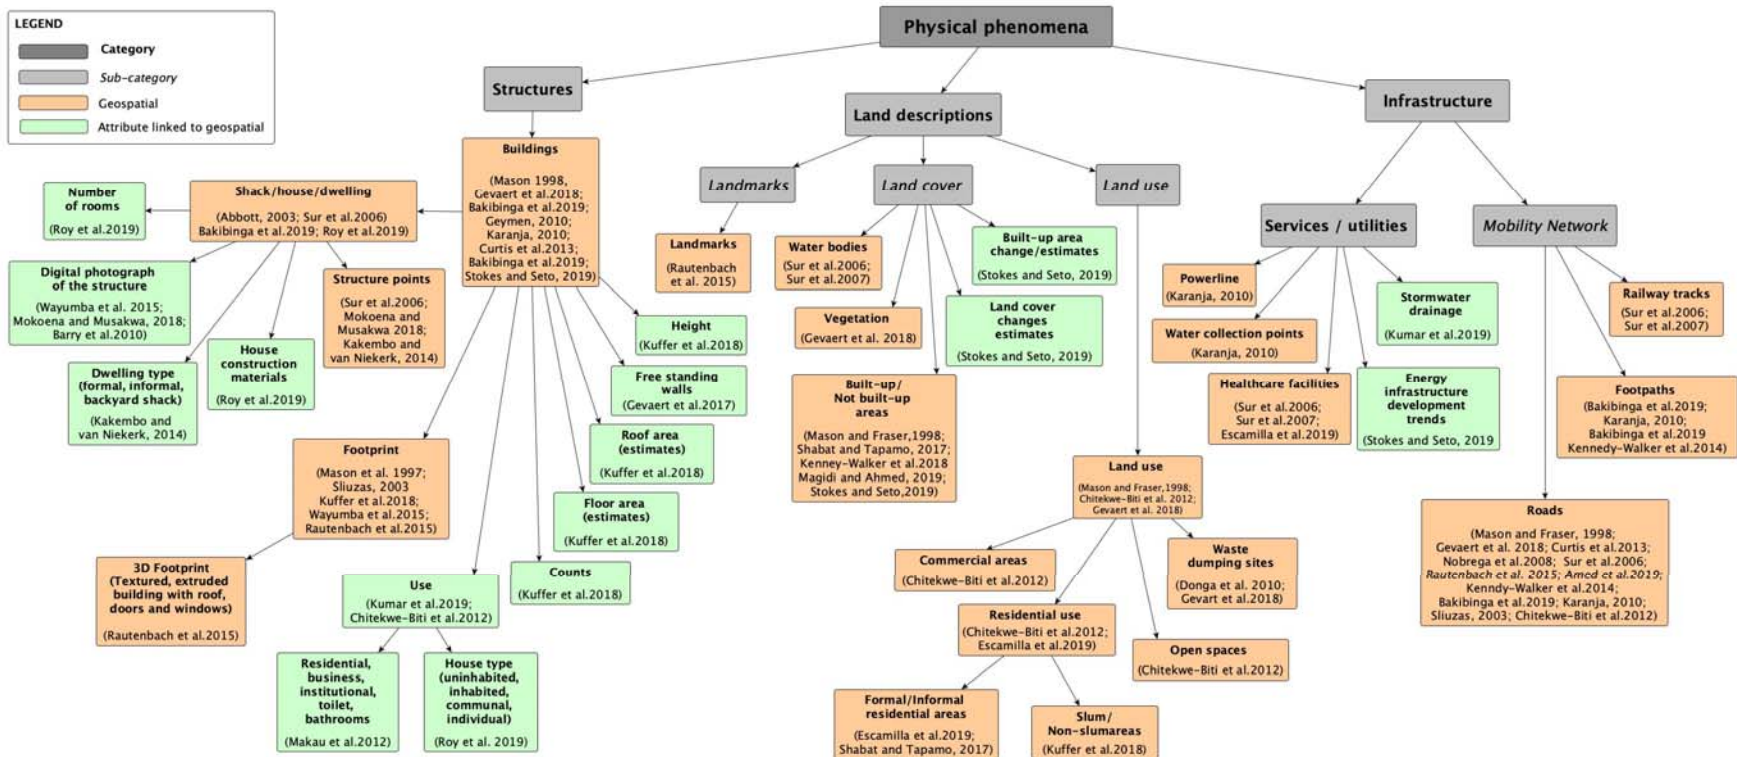 LEGEND
Category
Sub-category
Geospatial
Attribute linked to geospatial
Physical phenomena
Structures
Land descriptions
Infrastructure
Buildings
(Mason 1998,
Gevaert et al.2018;
Bakibinga et al.2019;
Geymen, 2010;
Karanja, 2010;
Curtis et al.2013;
Bakibinga et al.2019;
Stokes and Seto, 2019)
Shack/house/dwelling
(Abbott, 2003; Sur et al.2006)
Bakibinga et al.2019; Roy et al.2019)
Number
of rooms
(Roy et al.2019)
Digital photograph
of the structure
(Wayumba et al. 2015;
Mokoena and Musakwa, 2018;
Barry et al.2010)
Dwelling type
(formal, informal,
backyard shack)
(Kakembo and
van Niekerk, 2014)
House
construction
materials
(Roy et al.2019)
Structure points
(Sur et al.2006;
Mokoena and
Musakwa 2018;
Kakembo and
van Niekerk, 2014)
Footprint
(Mason et al. 1997;
Sliuzas, 2003
Kuffer et al.2018;
Wayumba et al.2015;
Rautenbach et al.2015)
3D Footprint
(Textured, extruded
building with roof,
doors and windows)
(Rautenbach et al.2015)
Use
(Kumar et al.2019;
Chitekwe-Biti et al.2012)
Residential,
business,
institutional,
toilet,
bathrooms
(Makau et al.2012)
House type
(uninhabited,
inhabited,
communal,
individual)
(Roy et al. 2019)
Counts
(Kuffer et al.2018)
Floor area
(estimates)
(Kuffer et al.2018)
Roof area
(estimates)
(Kuffer et al.2018)
Free standing
walls
(Gevaert et al.2017)
Height
(Kuffer et al.2018)
Landmarks
Land cover
Land use
Landmarks
(Rautenbach
et al. 2015)
Water bodies
(Sur et al.2006;
Sur et al.2007)
Vegetation
(Gevaert et al. 2018)
Built-up/
Not built-up
areas
(Mason and Fraser,1998;
Shabat and Tapamo, 2017;
Kenney-Walker et al.2018
Magidi and Ahmed, 2019;
Stokes and Seto,2019)
Built-up area
change/estimates
(Stokes and Seto, 2019)
Land cover
changes
estimates
(Stokes and Seto, 2019)
Land use
(Mason and Fraser,1998;
Chitekwe-Biti et al.2012;
Gevaert et al. 2018)
Commercial areas
(Chitekwe-Biti et al.2012)
Residential use
(Chitekwe-Biti et al.2012;
Escamilla et al.2019)
Formal/Informal
residential areas
(Escamilla et al.2019;
Shabat and Tapamo, 2017)
Slum/
Non-slumareas
(Kuffer et al.2018)
Open spaces
(Chitekwe-Biti et al.2012)
Waste
dumping sites
(Donga et al. 2010;
Gevart et al.2018)
Services / utilities
Mobility Network
Powerline
(Karanja, 2010)
Water collection points
(Karanja, 2010)
Healthcare facilities
(Sur et al.2006;
Sur et al.2007;
Escamilla et al.2019)
Stormwater
drainage
(Kumar et al.2019)
Energy
infrastructure
development
trends
(Stokes and Seto, 2019
Railway tracks
(Sur et al.2006;
Sur et al.2007)
Footpaths
(Bakibinga et al.2019;
Karanja, 2010;
Bakibinga et al.2019
Kennedy-Walker et al.2014)
Roads
(Mason and Fraser, 1998;
Gevaert et al. 2018; Curtis et al.2013;
Nobrega et al.2008; Sur et al.2006;
Rautenbach et al. 2015; Amed et al.2019;
Kenndy-Walker et al.2014;
Bakibinga et al.2019; Karanja, 2010;
Sliuzas, 2003; Chitekwe-Biti et al.2012)